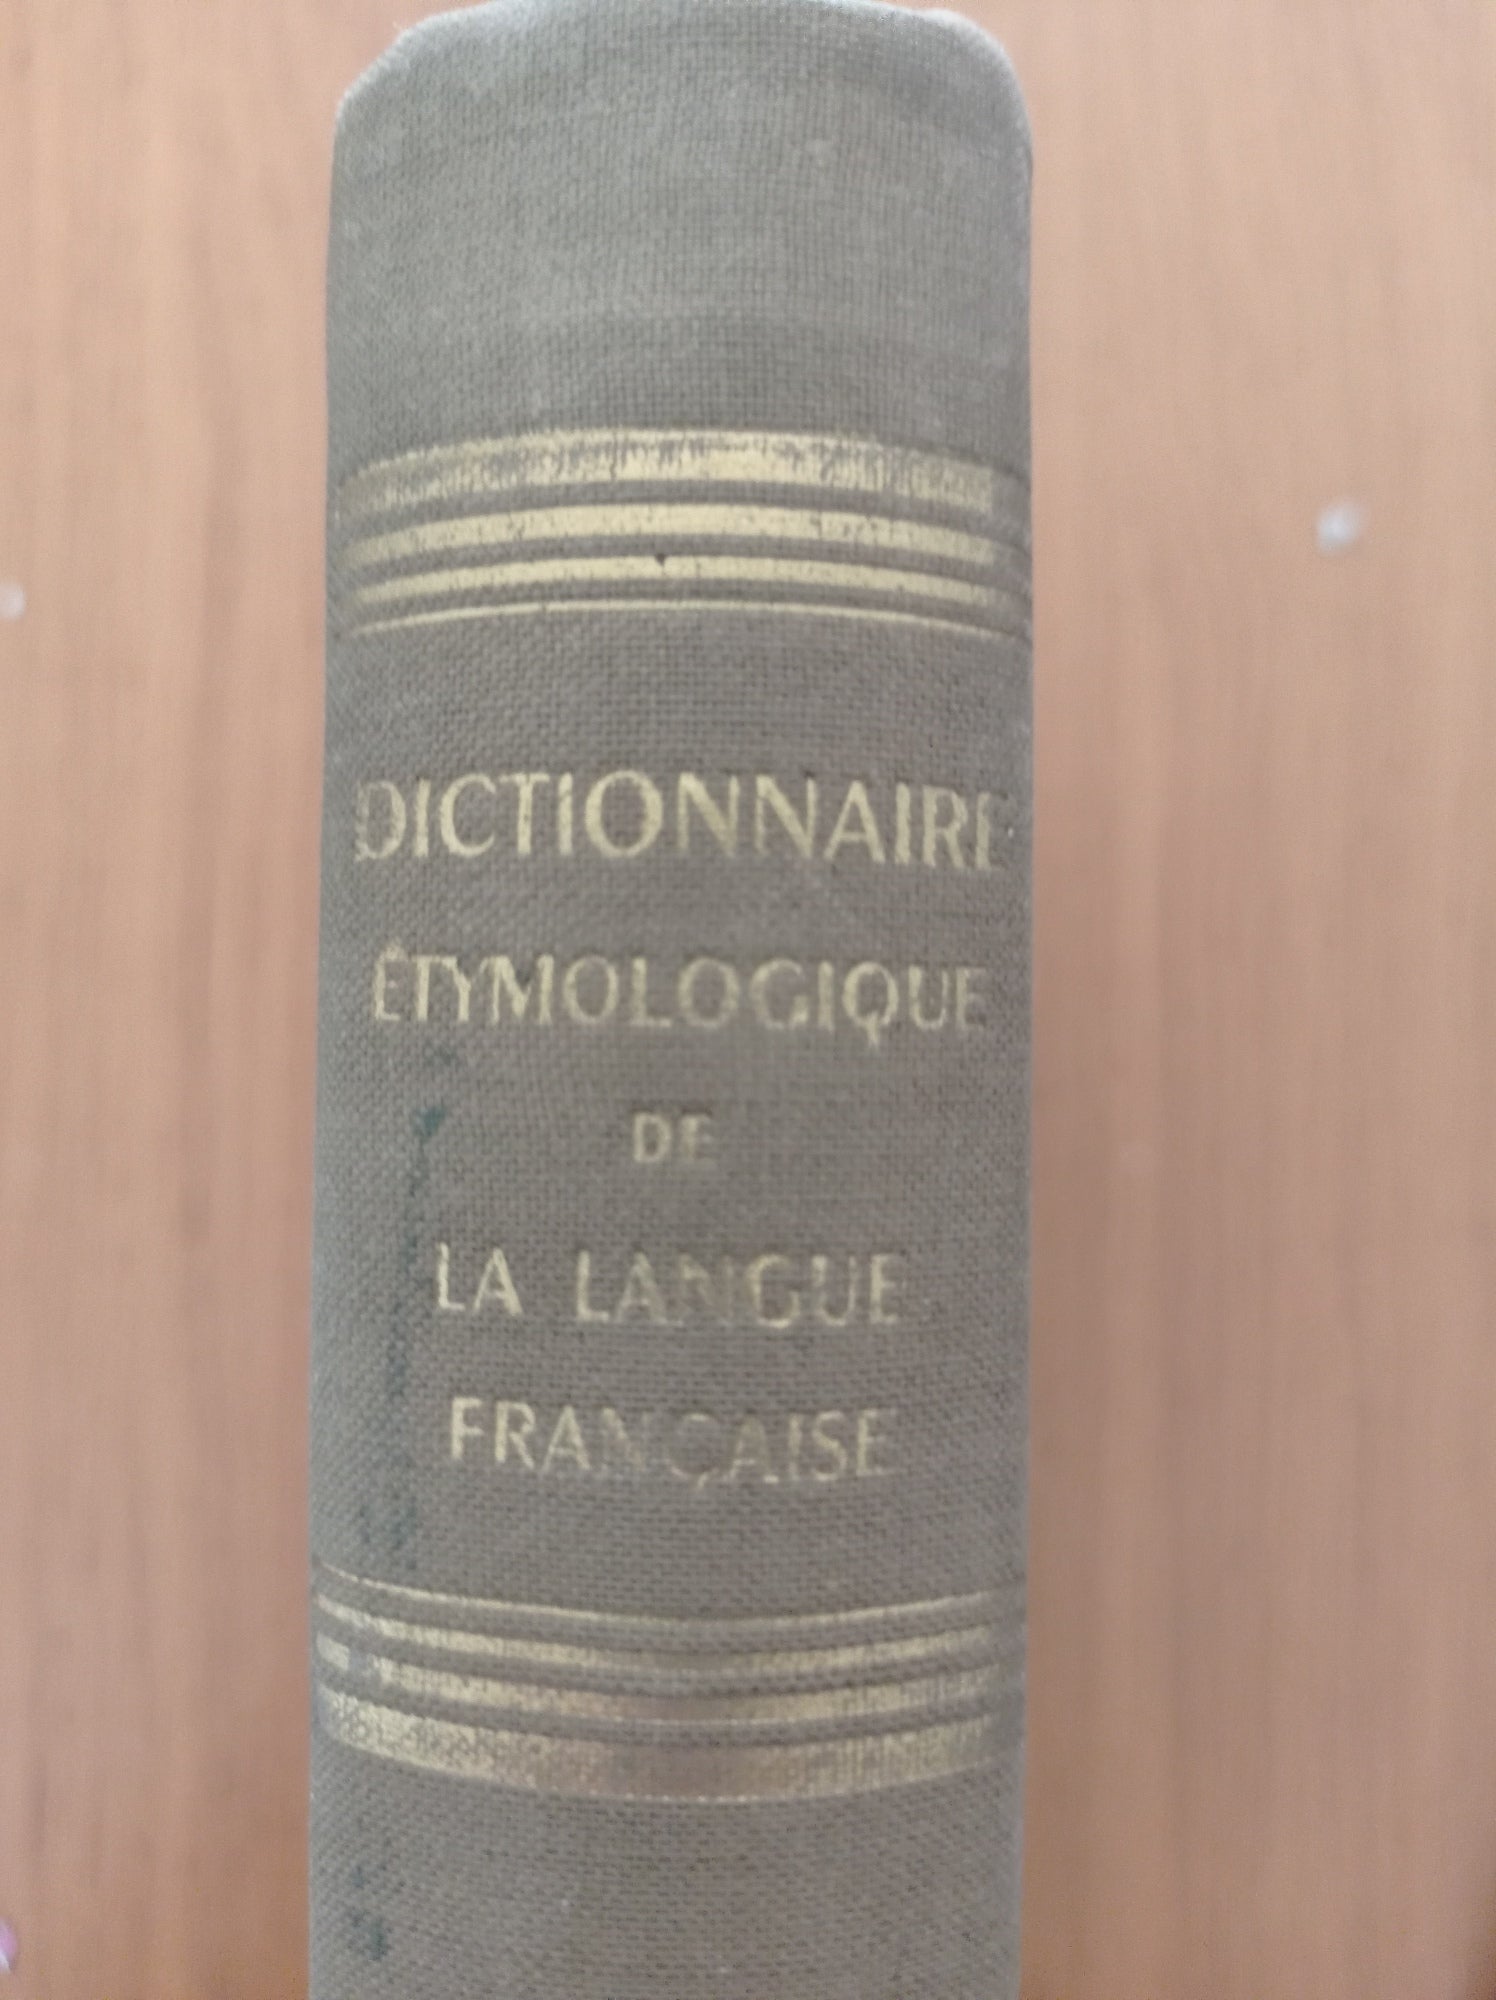 DICTIONNAIRE
ÉTYMOLOGIQUE
DE
LA LANGUE
FRANÇAISE